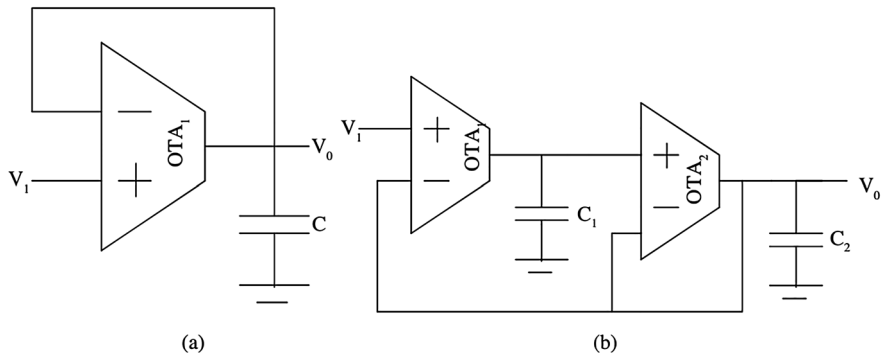 −
OTA₁
V₁
+
V₀
C
(a)
V₁
+
−
OTA₁
C₁
+
−
OTA₂
V₀
C₂
(b)